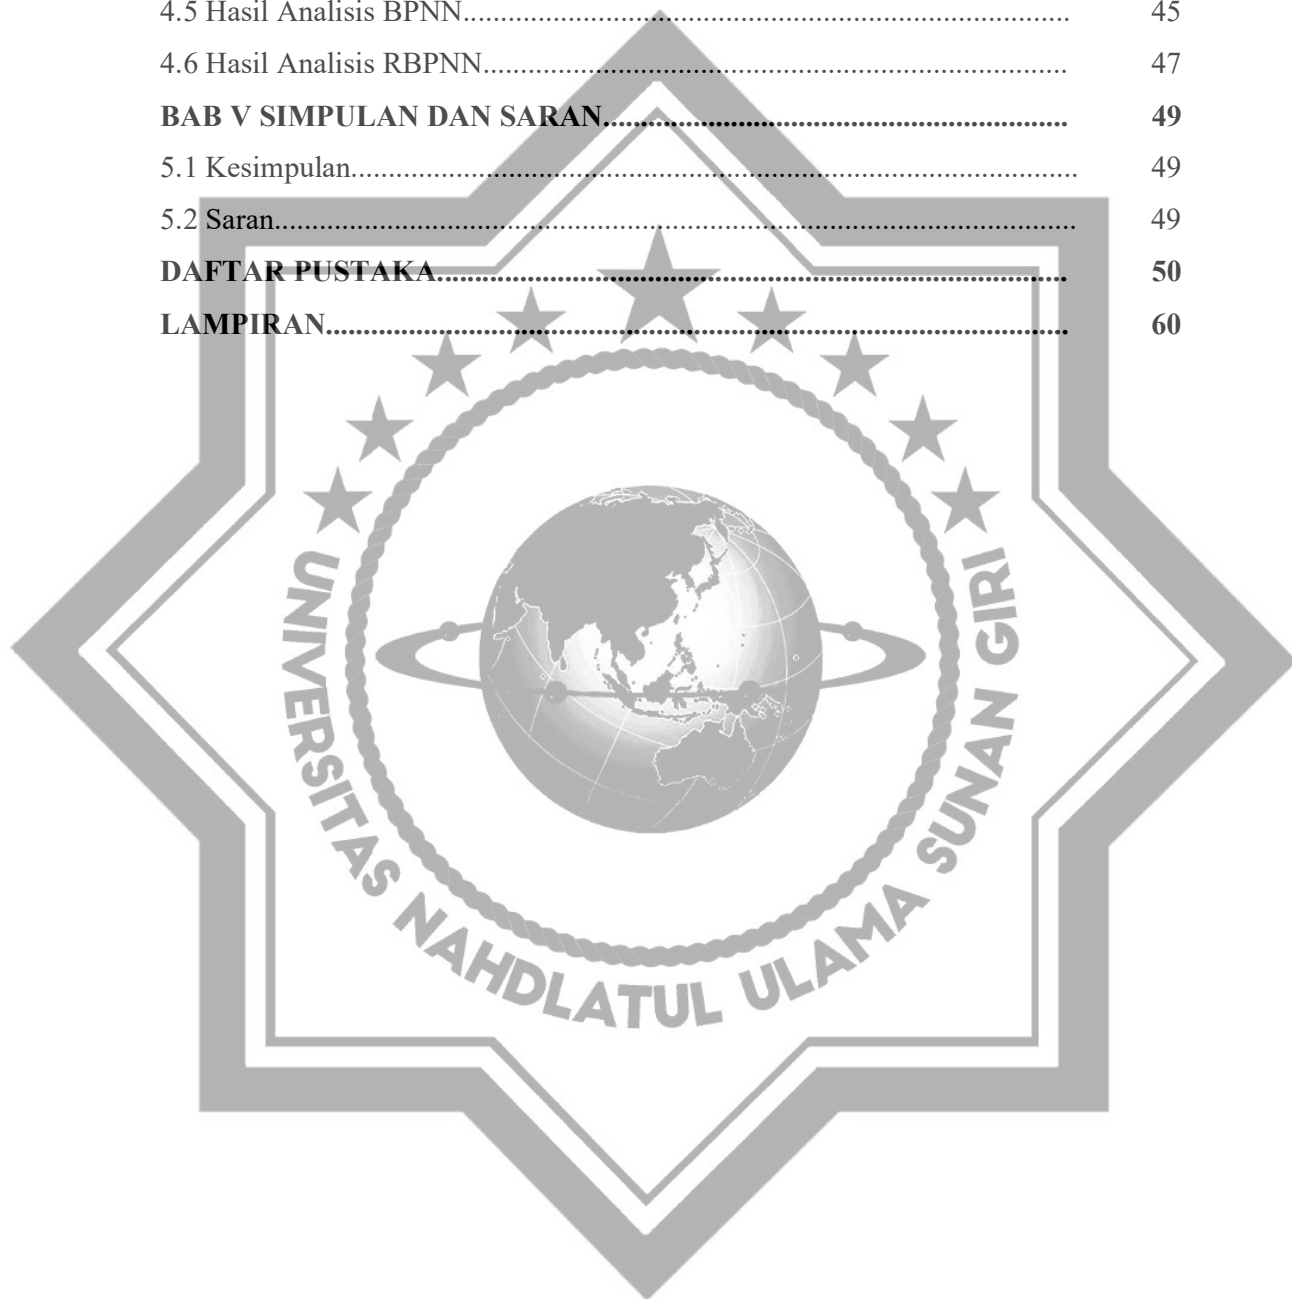 4.5 Hasil Analisis BPNN.................................................................................. 45
4.6 Hasil Analisis RBPNN............................................................................... 47
BAB V SIMPULAN DAN SARAN.............................................................. 49
5.1 Kesimpulan.................................................................................................. 49
5.2 Saran............................................................................................................ 49
DAFTAR PUSTAKA.................................................................................... 50
LAMPIRAN................................................................................................... 60
UNIVERSITAS NAHDLATUL ULAMA SUNAN GIRI